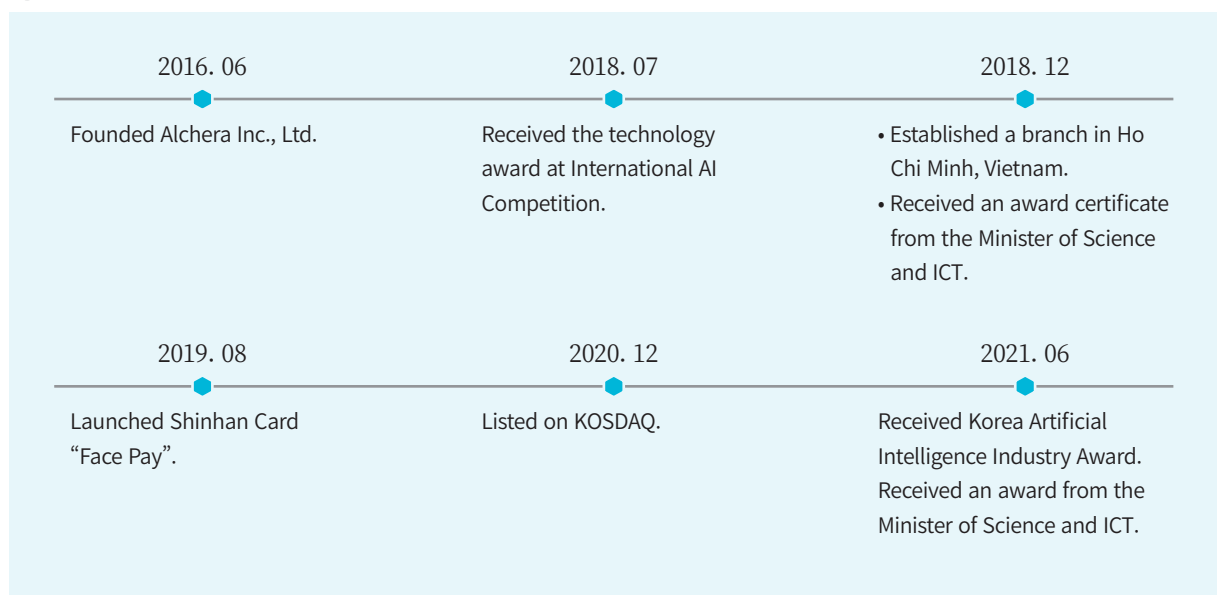 2016. 06
Founded Alchera Inc., Ltd.
2018. 07
Received the technology
award at International AI
Competition.
2018. 12
• Established a branch in Ho
Chi Minh, Vietnam.
• Received an award certificate
from the Minister of Science
and ICT.
2019. 08
Launched Shinhan Card
“Face Pay”.
2020. 12
Listed on KOSDAQ.
2021. 06
Received Korea Artificial
Intelligence Industry Award.
Received an award from the
Minister of Science and ICT.